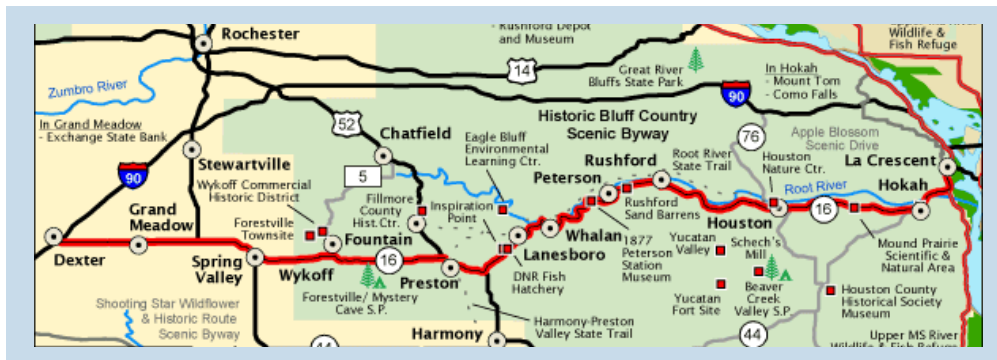 - Rushford Depot
and Museum
Rochester
Wildlife &
Fish Refuge
14
Great River
Bluffs State Park
In Hokah
- Mount Tom
- Como Falls
Zumbro River
90
52
Historic Bluff Country
Scenic Byway
In Grand Meadow
- Exchange State Bank
Chatfield
Eagle Bluff
Environmental
Learning Ctr.
76
Apple Blossom
Scenic Drive
Stewartville
90
5
Rushford
Root River
State Trail
Houston
Nature Ctr.
La Crescent
Wykoff Commercial
Historic District
Peterson
Root River
Hokah
Fillmore
County
Hist.Ctr.
Inspiration
Point
Rushford
Sand Barrens
16
Grand
Meadow
Forestville
Townsite
Houston
Whalan
1877
Peterson
Station
Museum
Yucatan
Valley
Schech's
Mill
Mound Prairie
Scientific &
Natural Area
Fountain
Lanesboro
Dexter
Spring
Valley
Wykoff
16
Preston
DNR Fish
Hatchery
Beaver
Creek
Valley S.P.
Houston County
Historical Society
Museum
Forestville/ Mystery
Cave S.P.
Yucatan
Fort Site
Shooting Star Wildflower
& Historic Route
Scenic Byway
Harmony-Preston
Valley State Trail
Harmony
44
44
Upper MS River
Wildlife & Fish Refuge